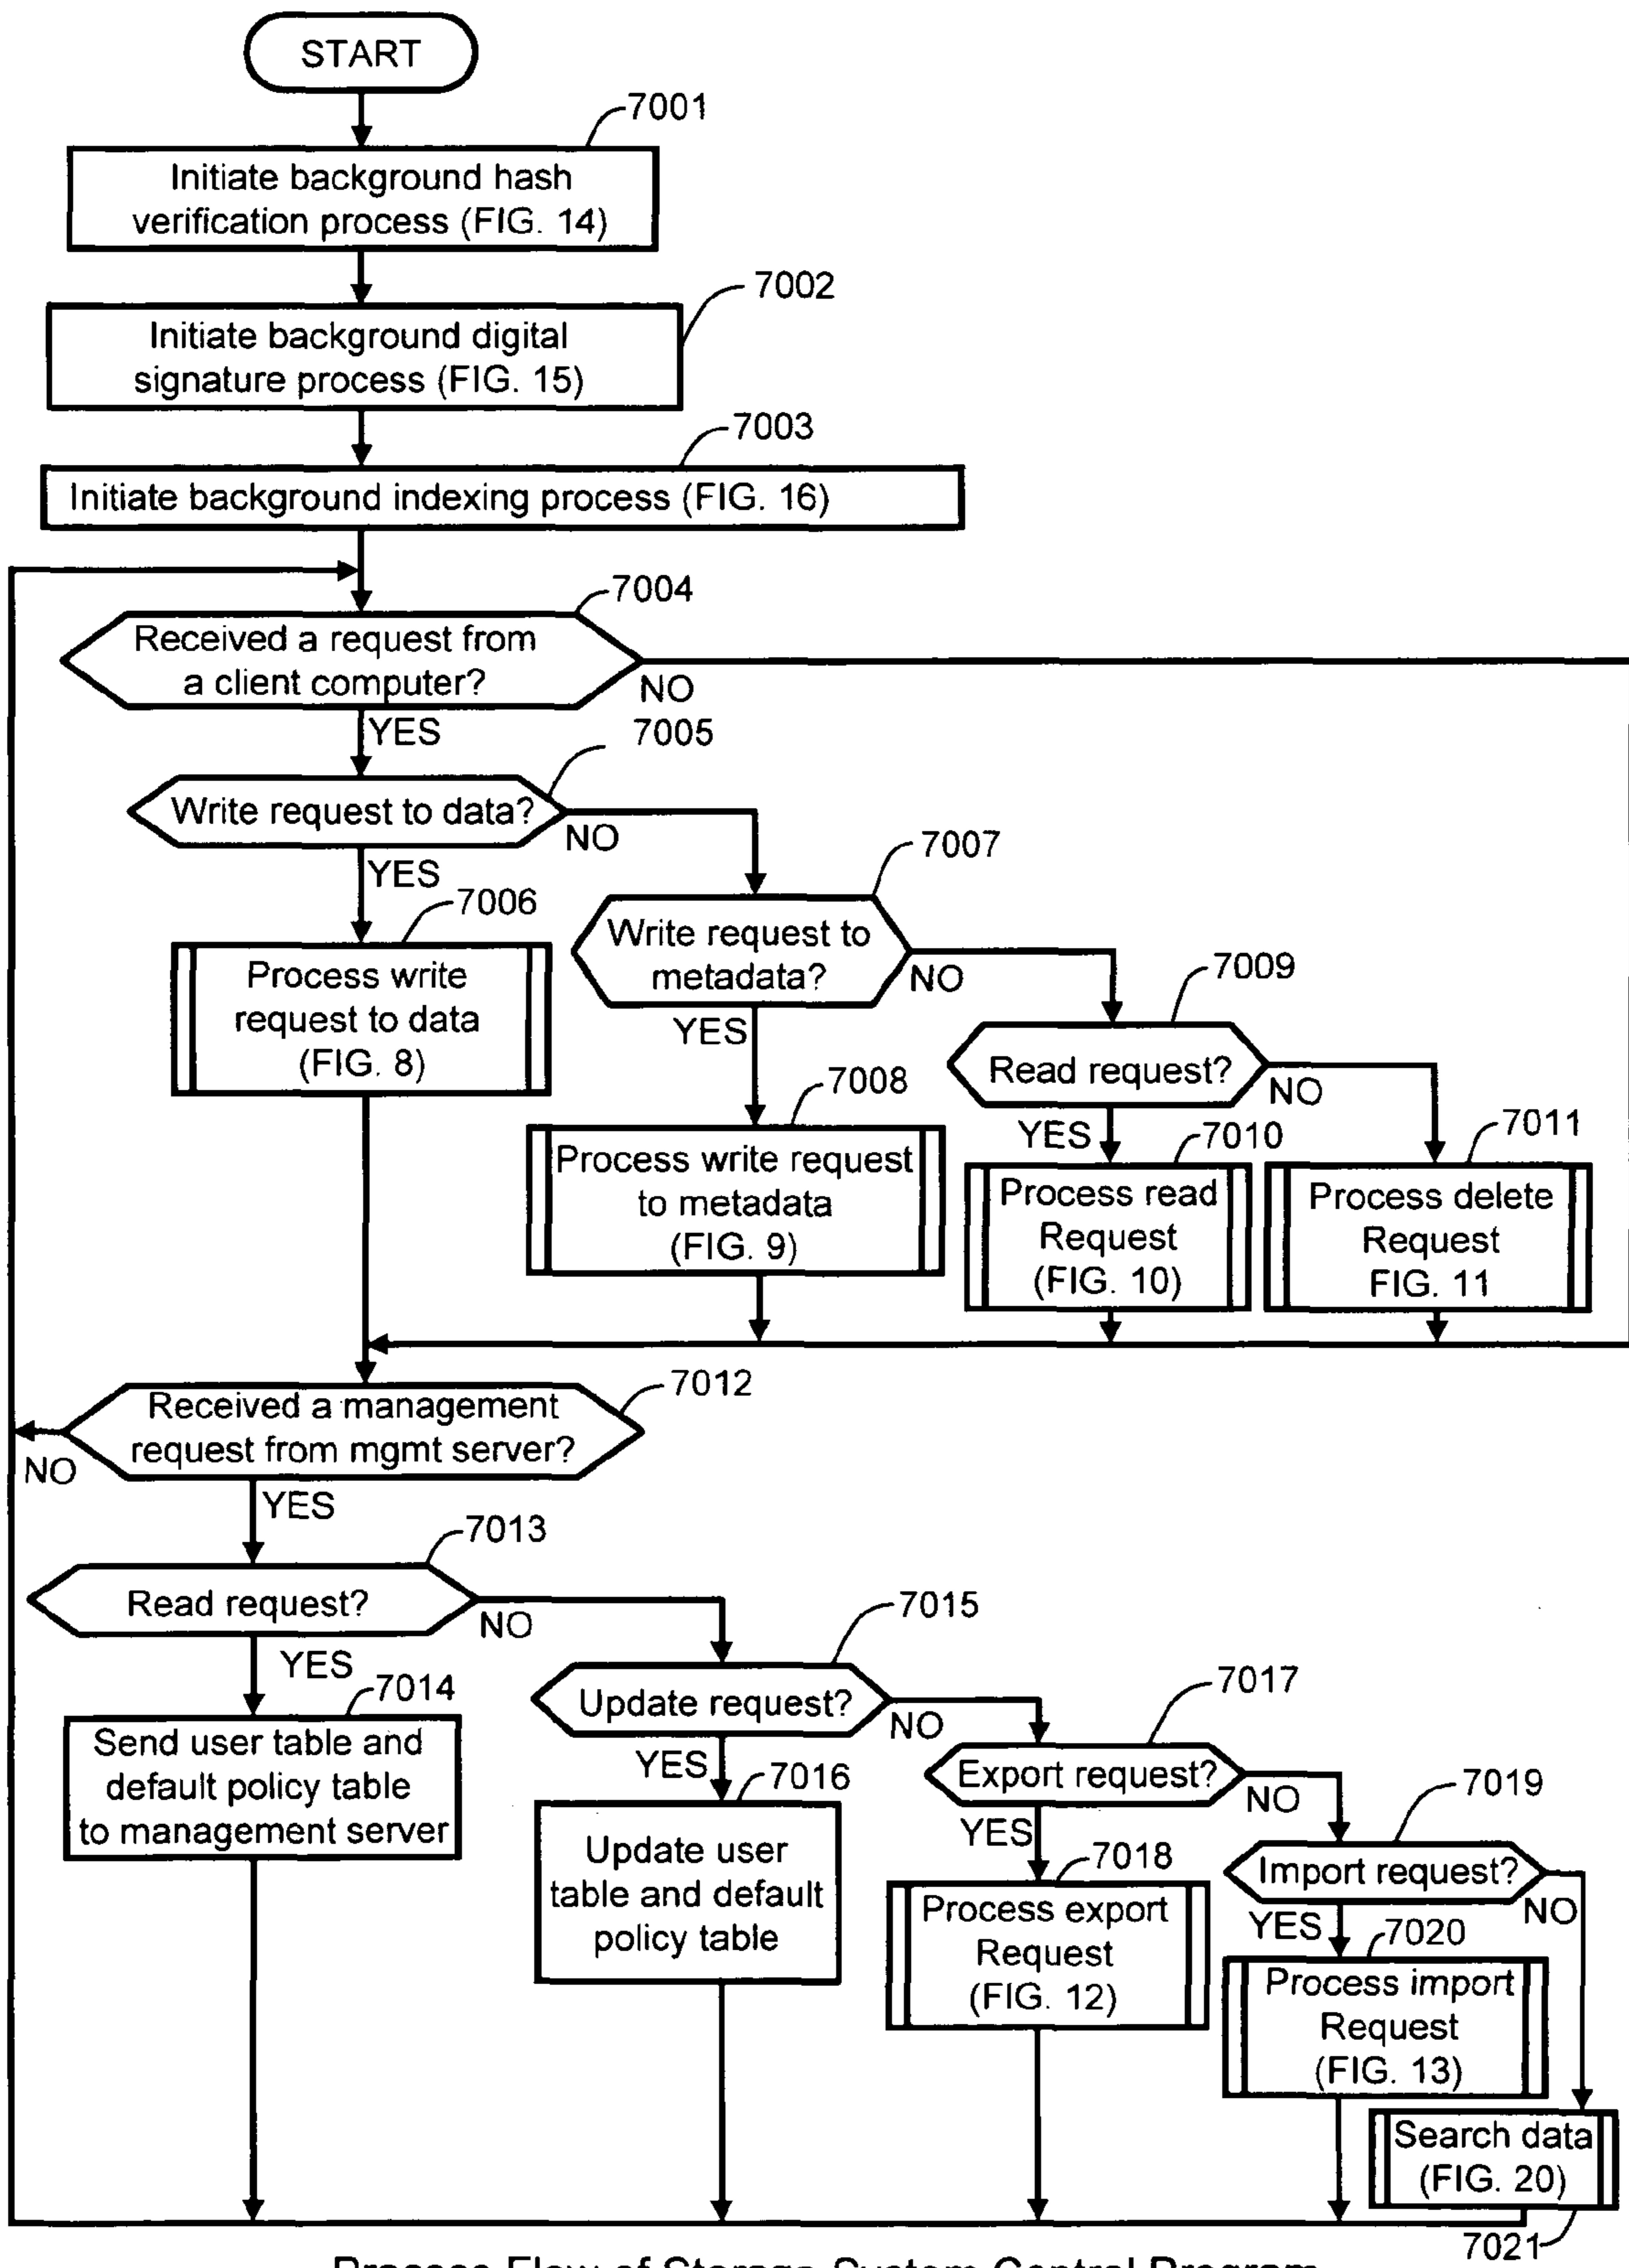 START
7001
Initiate background hash
verification process (FIG. 14)
7002
Initiate background digital
signature process (FIG. 15)
7003
Initiate background indexing process (FIG. 16)
7004
Received a request from
a client computer?
NO
YES
7005
Write request to data?
NO
YES
7006
Process write
request to data
(FIG. 8)
7007
Write request to
metadata?
NO
YES
7008
Process write request
to metadata
(FIG. 9)
7009
Read request?
NO
YES
7010
Process read
Request
(FIG. 10)
7011
Process delete
Request
FIG. 11
7012
Received a management
request from mgmt server?
NO
YES
7013
Read request?
NO
YES
7014
Send user table and
default policy table
to management server
7015
Update request?
NO
YES
7016
Update user
table and default
policy table
7017
Export request?
NO
YES
7018
Process export
Request
(FIG. 12)
7019
Import request?
NO
YES
7020
Process import
Request
(FIG. 13)
Search data
(FIG. 20)
7021
Process Flow of Storage System Control Program